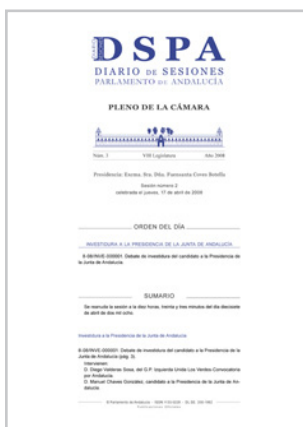 DIARIO
DSPA
DIARIO DE SESIONES
PARLAMENTO DE ANDALUCÍA
PLENO DE LA CÁMARA
Núm. 3 VIII Legislatura Año 2008
Presidencia: Excma. Sra. Dña. Fuensanta Coves Botella
Sesión número 2
celebrada el jueves, 17 de abril de 2008
ORDEN DEL DÍA
INVESTIDURA A LA PRESIDENCIA DE LA JUNTA DE ANDALUCÍA
8-08/INVE-000001. Debate de investidura del candidato a la Presidencia de
la Junta de Andalucía.
SUMARIO
Se reanuda la sesión a la diez horas, treinta y tres minutos del día diecisiete
de abril de dos mil ocho.
Investidura a la Presidencia de la Junta de Andalucía
8-08/INVE-000001. Debate de investidura del candidato a la Presidencia de la
Junta de Andalucía (pág. 3).
Intervienen:
D. Diego Valderas Sosa, del G.P. Izquierda Unida Los Verdes-Convocatoria
por Andalucía.
D. Manuel Chaves González, candidato a la Presidencia de la Junta de An-
dalucía.